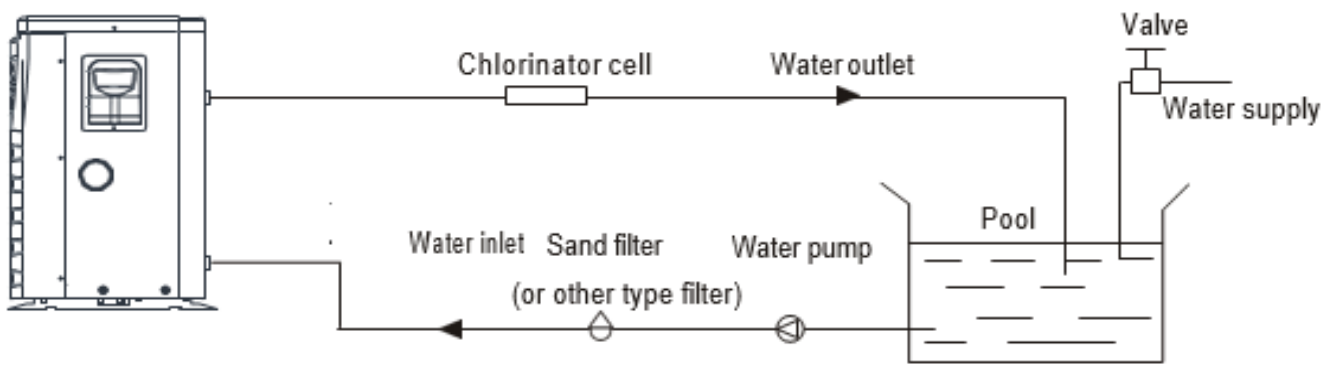 Valve
Chlorinator cell
Water outlet
Water supply
Pool
Water inlet
Sand filter
(or other type filter)
Water pump